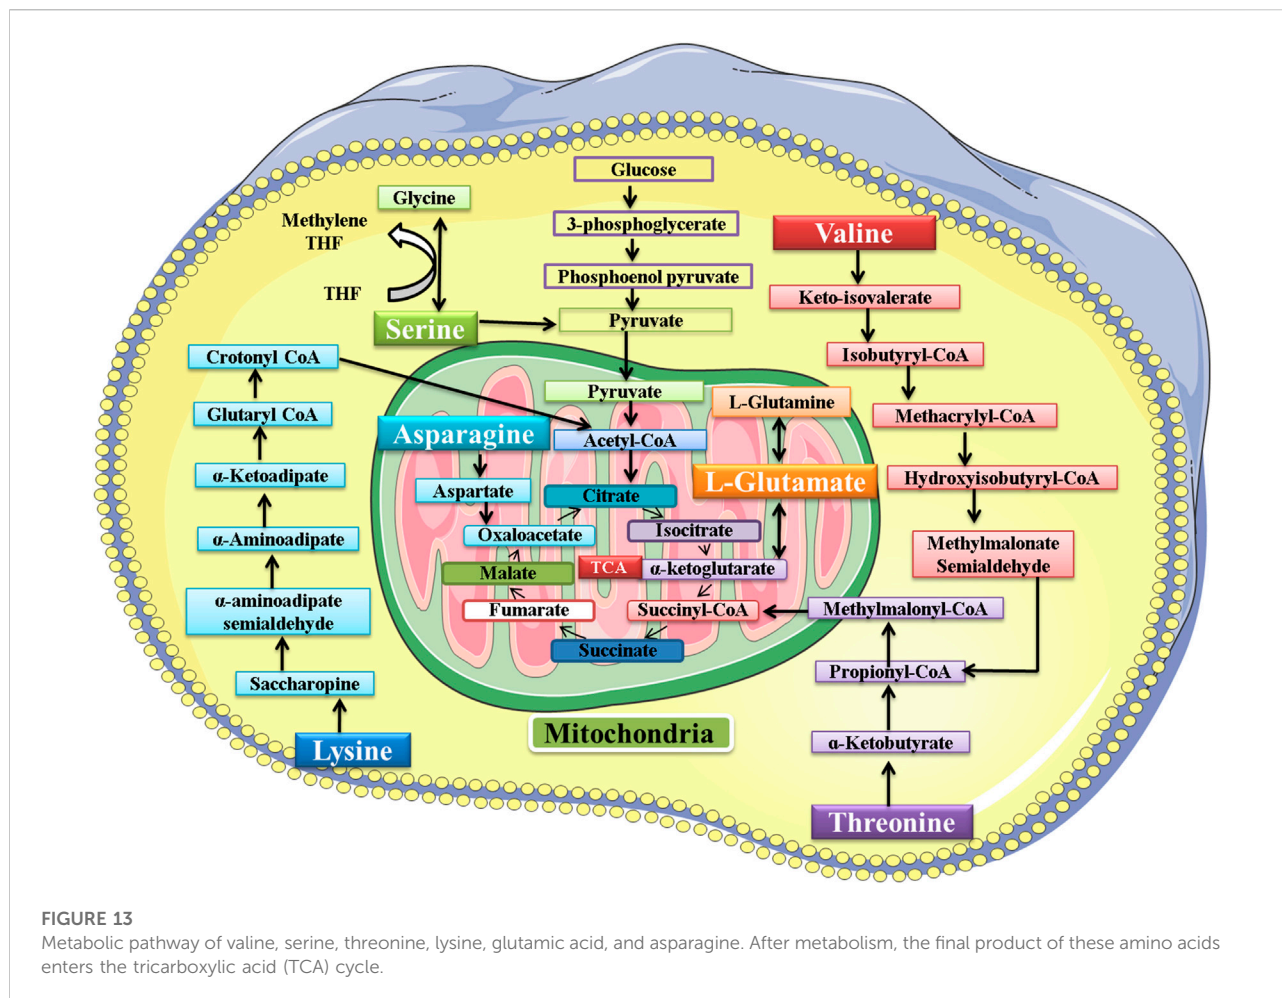 Glucose
3-phosphoglycerate
Phosphoenol pyruvate
Pyruvate
Glycine
Methylene
THF
THF
Serine
Crotonyl CoA
Glutaryl CoA
α-Ketoadipate
α-Aminoadipate
α-aminoadipate
semialdehyde
Saccharopine
Lysine
Pyruvate
Acetyl-CoA
Asparagine
Aspartate
Oxaloacetate
Citrate
Isocitrate
TCA
α-ketoglutarate
Succinyl-CoA
Succinate
Fumarate
Malate
L-Glutamine
L-Glutamate
Mitochondria
Valine
Keto-isovalerate
Isobutyryl-CoA
Methacrylyl-CoA
Hydroxyisobutyryl-CoA
Methylmalonate
Semialdehyde
Methylmalonyl-CoA
Propionyl-CoA
α-Ketobutyrate
Threonine
FIGURE 13
Metabolic pathway of valine, serine, threonine, lysine, glutamic acid, and asparagine. After metabolism, the final product of these amino acids
enters the tricarboxylic acid (TCA) cycle.